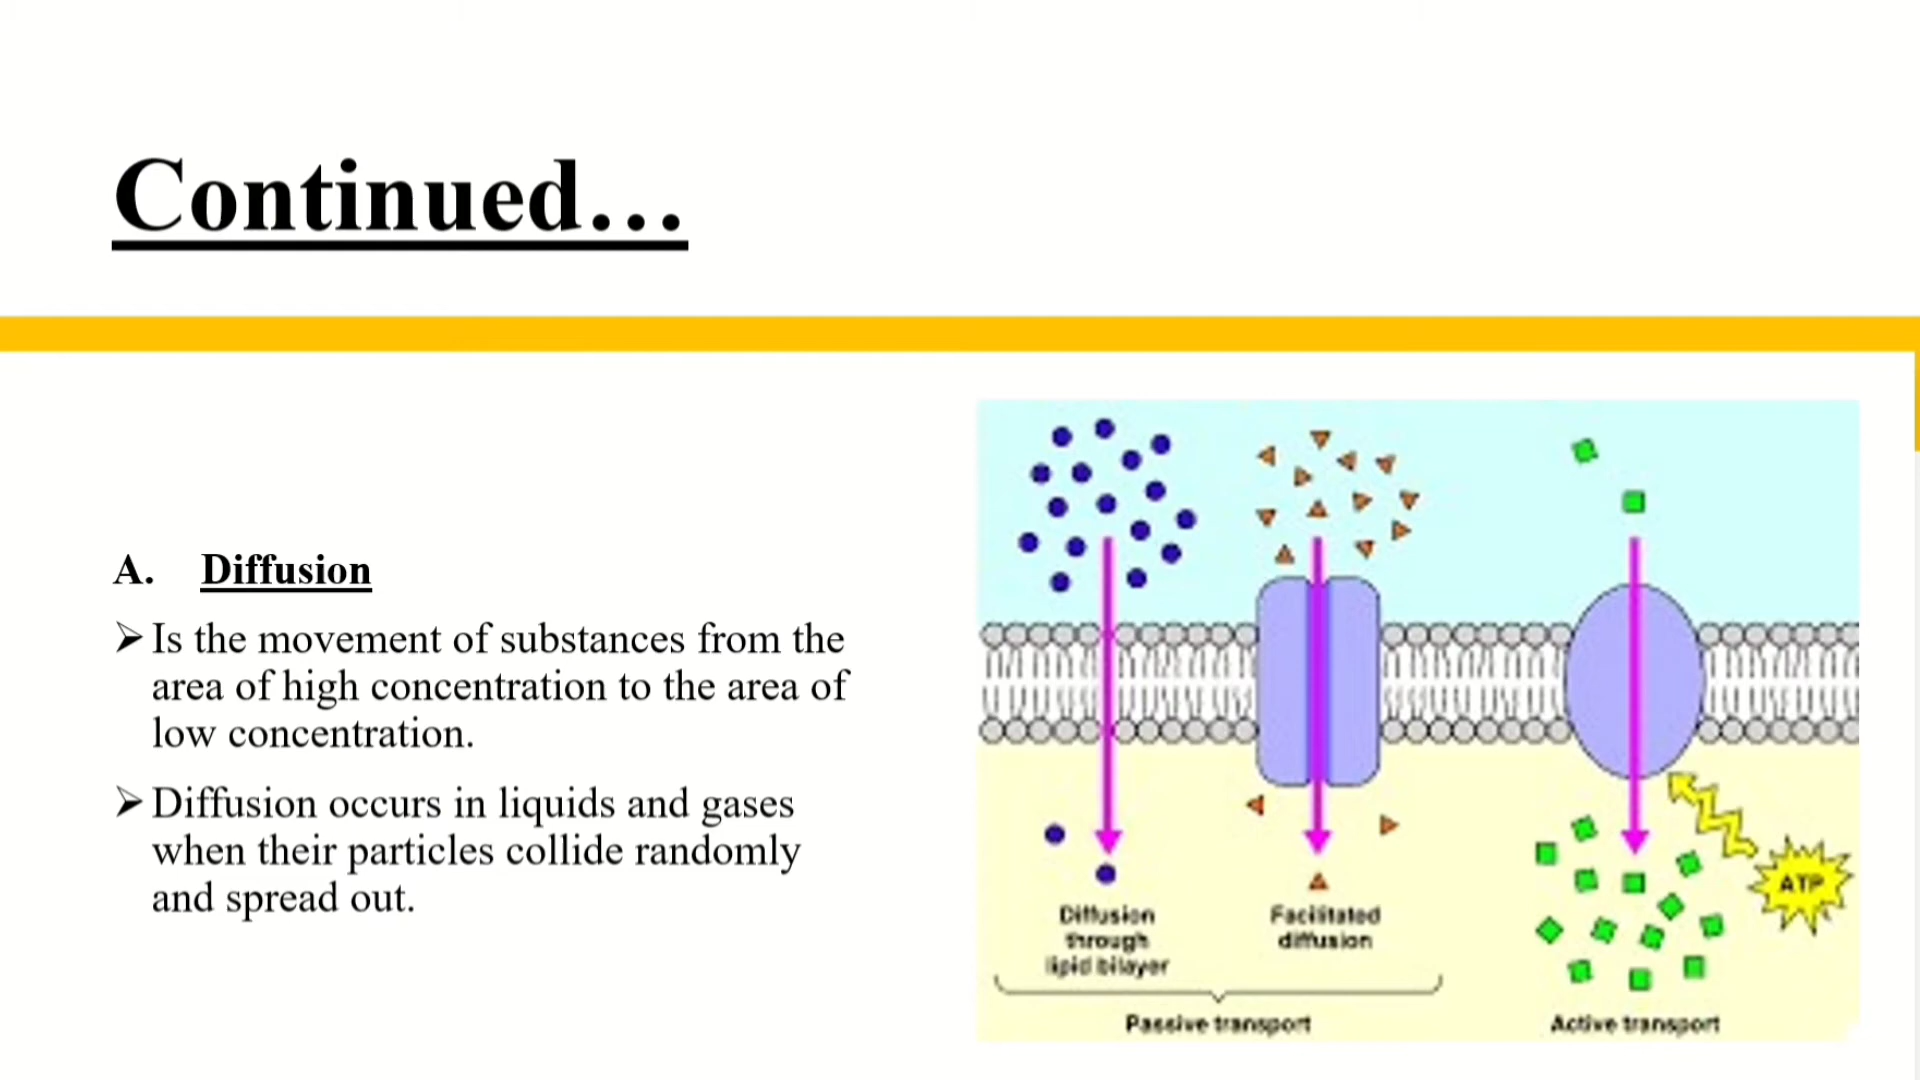 Continued...
A. Diffusion
➢ Is the movement of substances from the
area of high concentration to the area of
low concentration.
➢ Diffusion occurs in liquids and gases
when their particles collide randomly
and spread out.
ATP
Diffusion
through
lipid bilayer
Facilitated
diffusion
Passive transport
Active transport